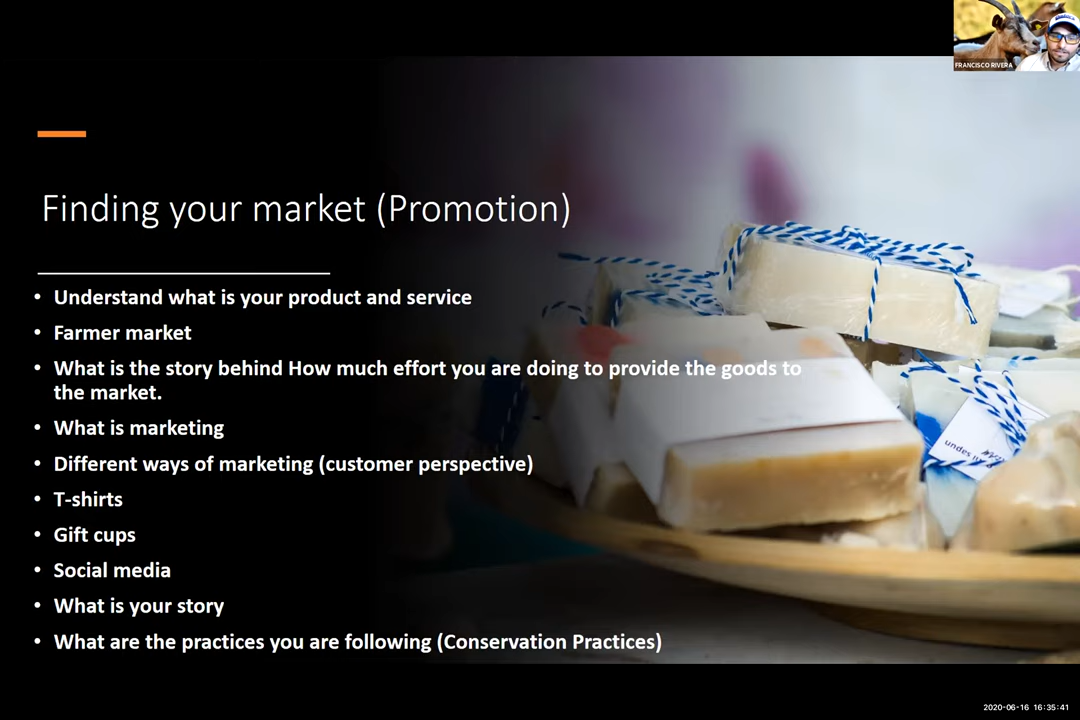 FRANCISCO RIVERA
Finding your market (Promotion)
• Understand what is your product and service
• Farmer market
• What is the story behind How much effort you are doing to provide the goods to
the market.
• What is marketing
• Different ways of marketing (customer perspective)
• T-shirts
• Gift cups
• Social media
• What is your story
• What are the practices you are following (Conservation Practices)
2020-06-16 16:35:41